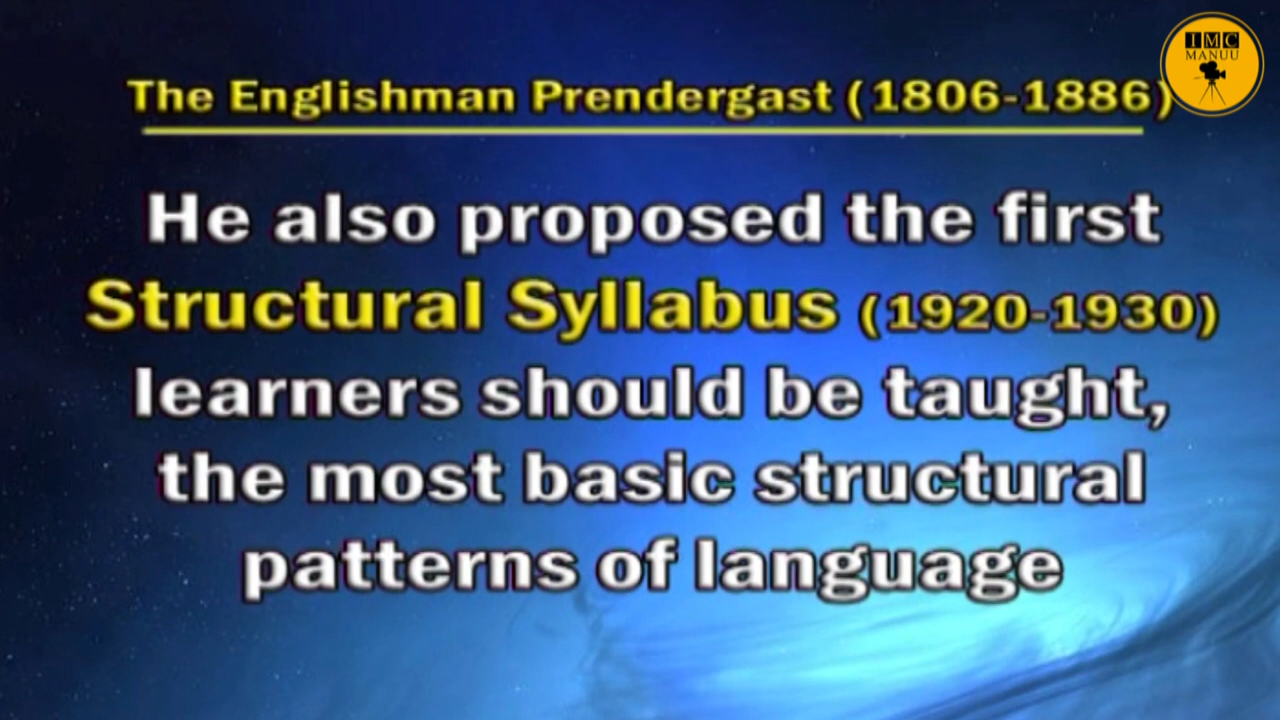 IMC
MANUU
The Englishman Prendergast (1806-1886)
He also proposed the first
Structural Syllabus (1920-1930)
learners should be taught,
the most basic structural
patterns of language